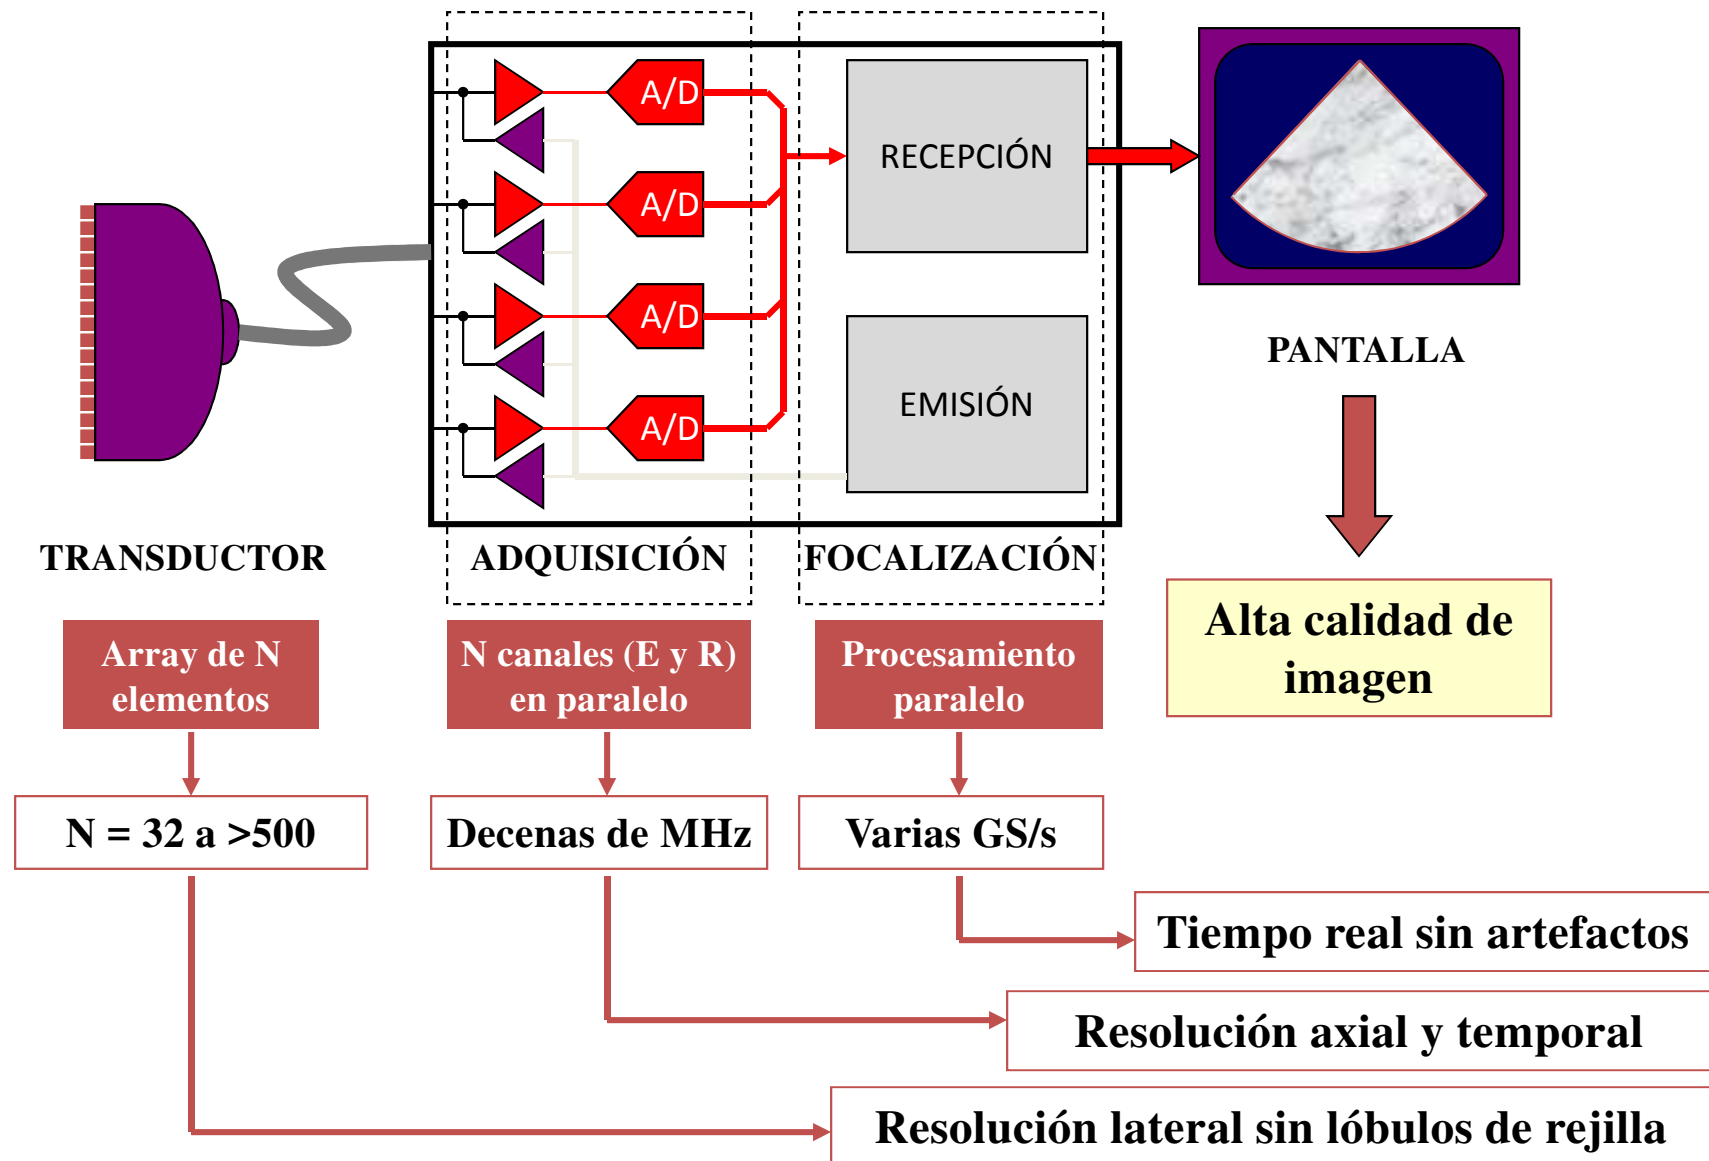 A/D
A/D
A/D
A/D
RECEPCIÓN
EMISIÓN
PANTALLA
TRANSDUCTOR
ADQUISICIÓN
FOCALIZACIÓN
Alta calidad de
imagen
Array de N
elementos
N canales (E y R)
en paralelo
Procesamiento
paralelo
N = 32 a >500
Decenas de MHz
Varias GS/s
Tiempo real sin artefactos
Resolución axial y temporal
Resolución lateral sin lóbulos de rejilla